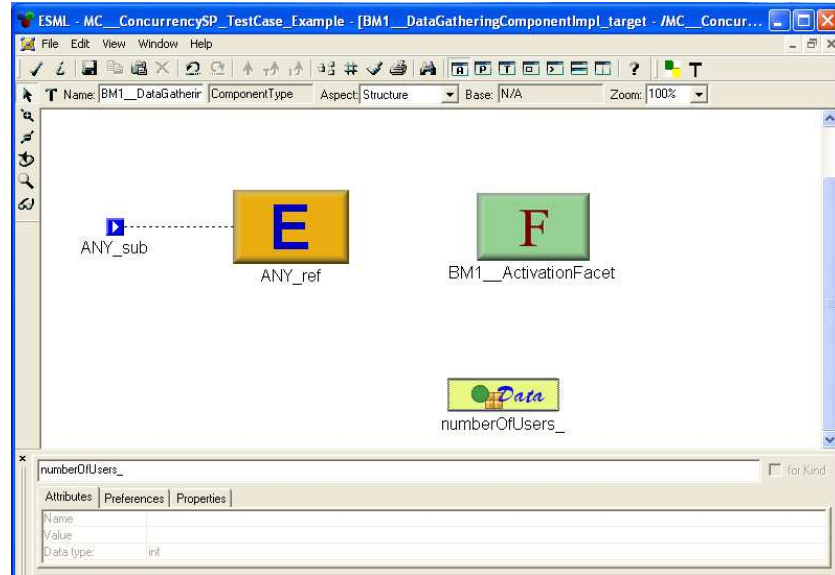 ESML - MC__ConcurrencySP_TestCase_Example - [BM1__DataGatheringComponentImpl_target - /MC__Concur...
File Edit View Window Help
Name: BM1__DataGatherir ComponentType Aspect: Structure Base: N/A Zoom: 100%
ANY_sub
E
ANY_ref
F
BM1__ActivationFacet
Data
numberOfUsers_
numberOfUsers_
for Kind
Attributes Preferences Properties
Name
Value
Data type: int